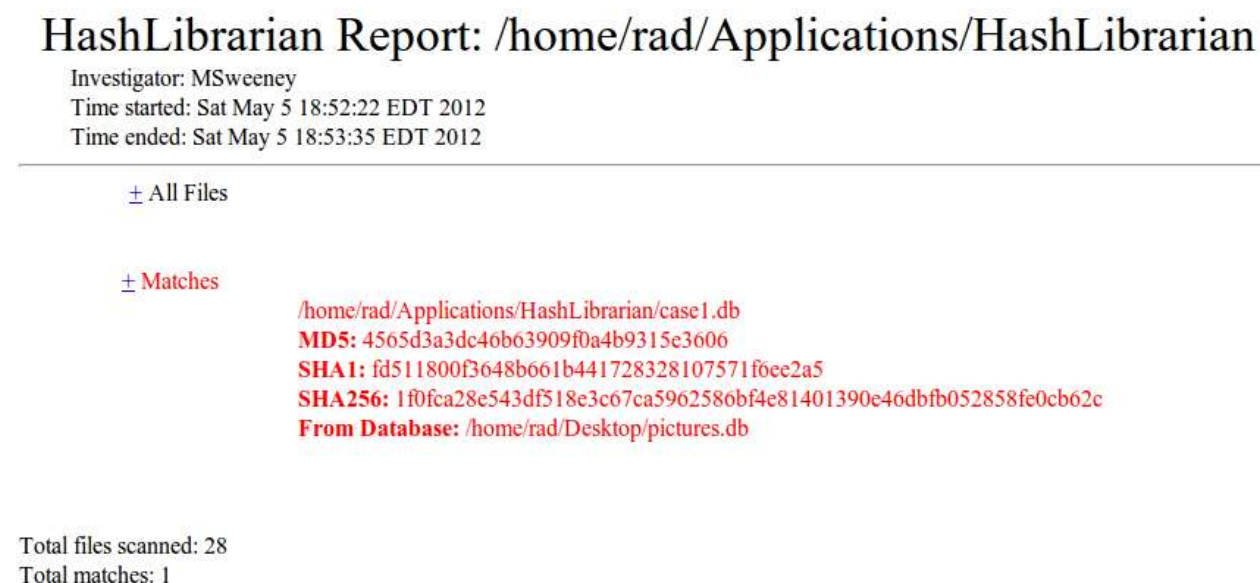 HashLibrarian Report: /home/rad/Applications/HashLibrarian
Investigator: MSweeney
Time started: Sat May 5 18:52:22 EDT 2012
Time ended: Sat May 5 18:53:35 EDT 2012
+ All Files
+ Matches
/home/rad/Applications/HashLibrarian/case1.db
MD5: 4565d3a3dc46b63909f0a4b9315e3606
SHA1: fd511800f3648b661b441728328107571f6ee2a5
SHA256: 1f0fca28e543df518e3c67ca5962586bf4e81401390e46dbfb052858fe0cb62c
From Database: /home/rad/Desktop/pictures.db
Total files scanned: 28
Total matches: 1